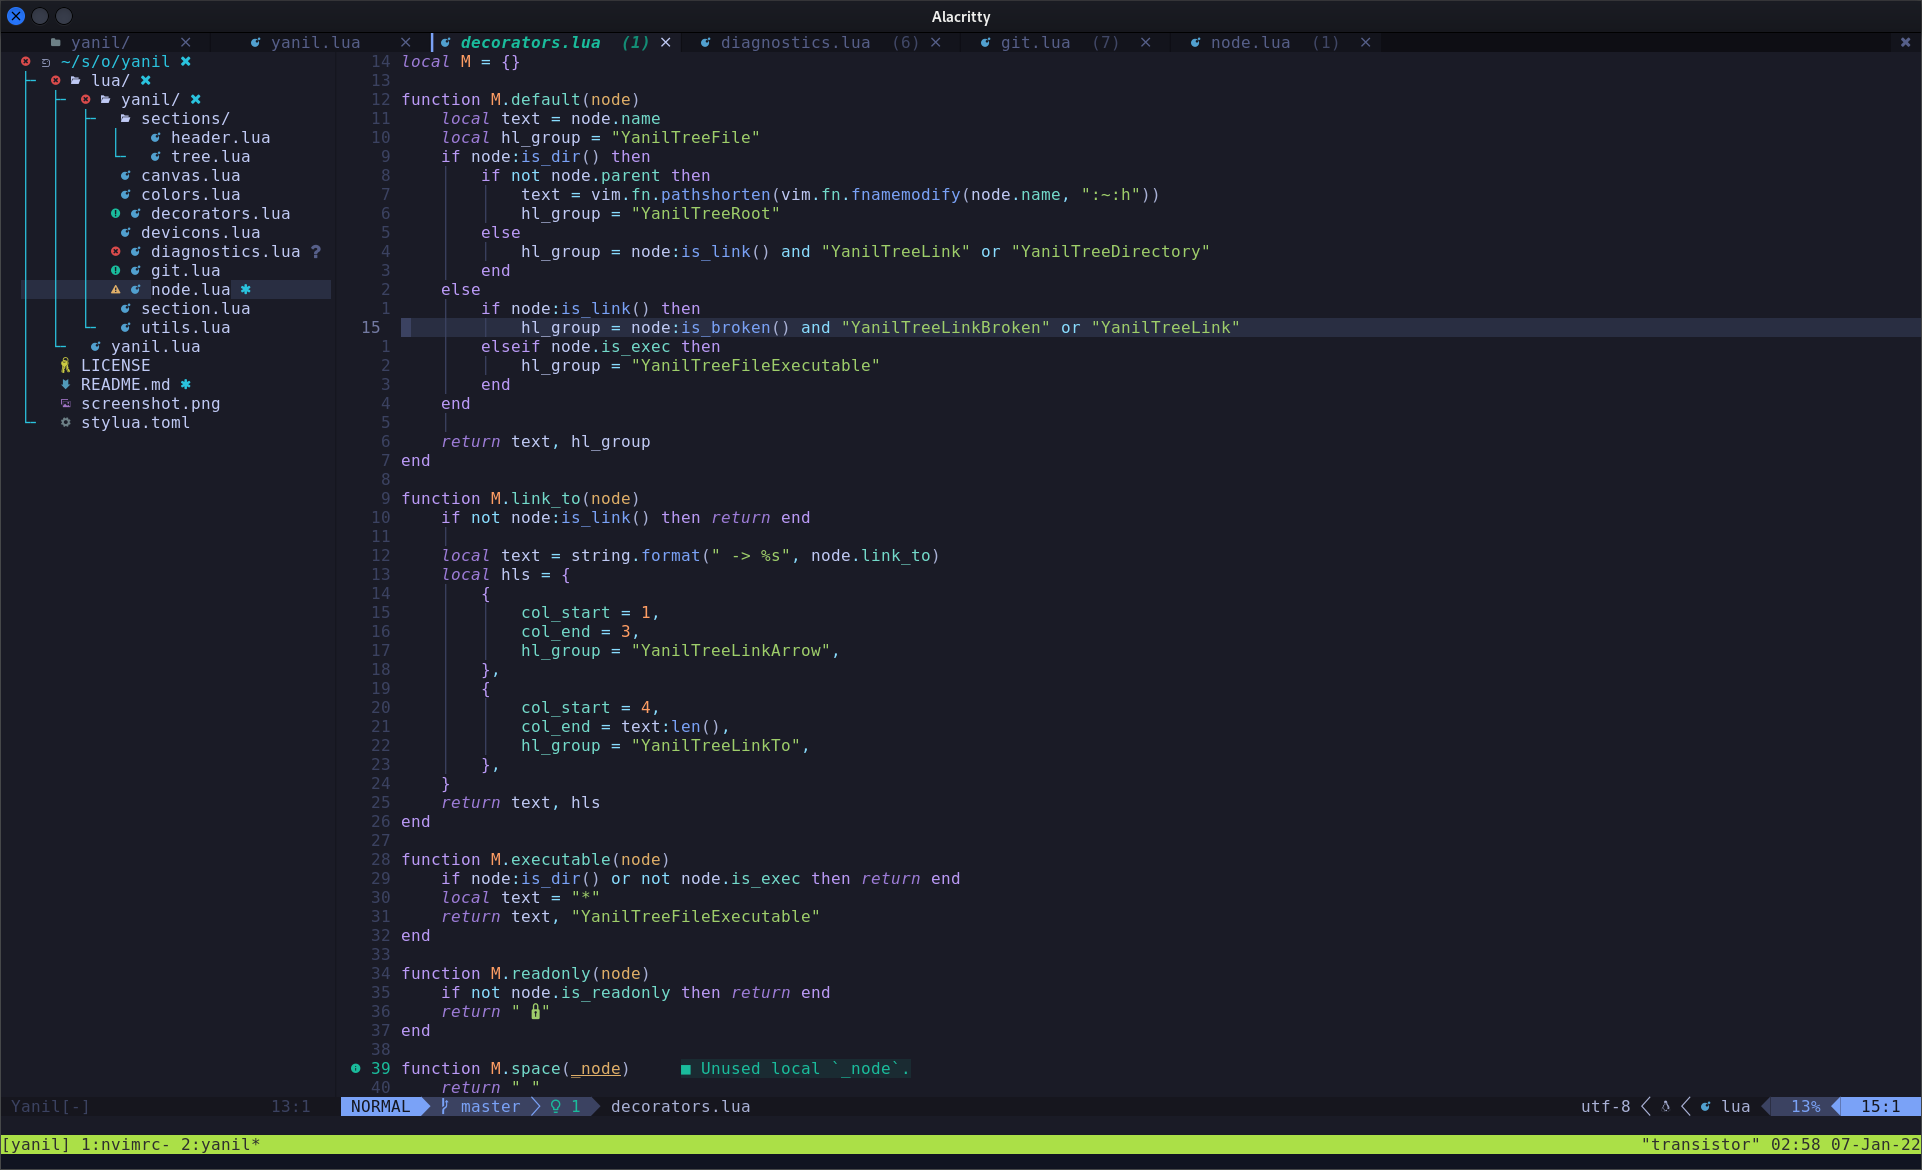 Alacritty
yanil/ yanil.lua decorators.lua (1) diagnostics.lua (6) git.lua (7) node.lua (1)
~/s/o/yanil
lua/
yanil/
sections/
header.lua
tree.lua
canvas.lua
colors.lua
decorators.lua
devicons.lua
diagnostics.lua ?
git.lua
node.lua *
section.lua
utils.lua
yanil.lua
LICENSE
README.md *
screenshot.png
stylua.toml
14 local M = {}
13
12 function M.default(node)
11 local text = node.name
10 local hl_group = "YanilTreeFile"
9 if node:is_dir() then
8 if not node.parent then
7 text = vim.fn.pathshorten(vim.fn.fnamemodify(node.name, ":~:h"))
6 hl_group = "YanilTreeRoot"
5 else
4 hl_group = node:is_link() and "YanilTreeLink" or "YanilTreeDirectory"
3 end
2 else
1 if node:is_link() then
15 hl_group = node:is_broken() and "YanilTreeLinkBroken" or "YanilTreeLink"
1 elseif node.is_exec then
2 hl_group = "YanilTreeFileExecutable"
3 end
4 end
5
6 return text, hl_group
7 end
8
9 function M.link_to(node)
10 if not node:is_link() then return end
11
12 local text = string.format(" -> %s", node.link_to)
13 local hls = {
14 {
15 col_start = 1,
16 col_end = 3,
17 hl_group = "YanilTreeLinkArrow",
18 },
19 {
20 col_start = 4,
21 col_end = text:len(),
22 hl_group = "YanilTreeLinkTo",
23 },
24 }
25 return text, hls
26 end
27
28 function M.executable(node)
29 if node:is_dir() or not node.is_exec then return end
30 local text = "*"
31 return text, "YanilTreeFileExecutable"
32 end
33
34 function M.readonly(node)
35 if not node.is_readonly then return end
36 return " "
37 end
38
39 function M.space(_node) ■ Unused local `_node`.
40 return " "
Yanil[-] 13:1 NORMAL master 1 decorators.lua utf-8 lua 13% 15:1
[yanil] 1:nvimrc- 2:yanil* "transistor" 02:58 07-Jan-22